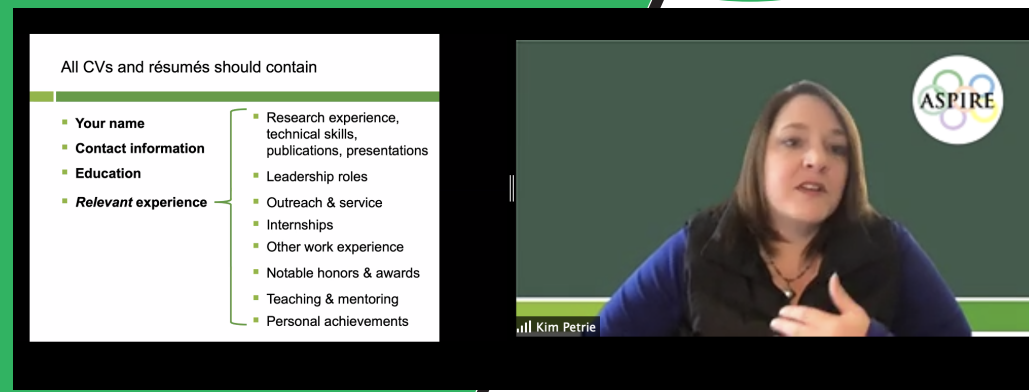 All CVs and résumés should contain
Your name
Contact information
Education
Relevant experience
Research experience,
technical skills,
publications, presentations
Leadership roles
Outreach & service
Internships
Other work experience
Notable honors & awards
Teaching & mentoring
Personal achievements
ASPIRE
Kim Petrie